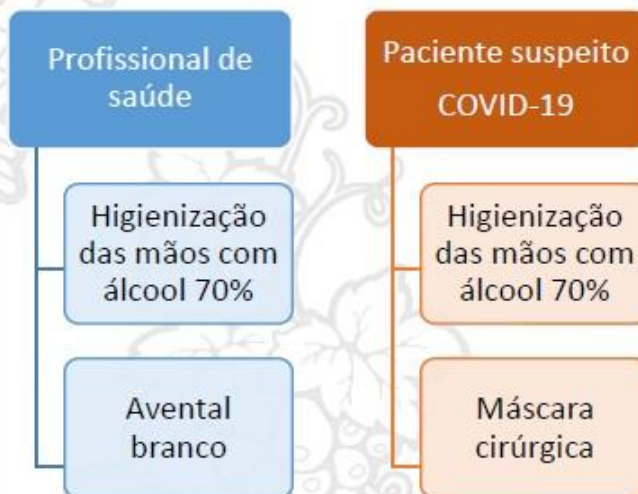 Profissional de
saúde
Higienização
das mãos com
álcool 70%
Avental
branco
Paciente suspeito
COVID-19
Higienização
das mãos com
álcool 70%
Máscara
cirúrgica